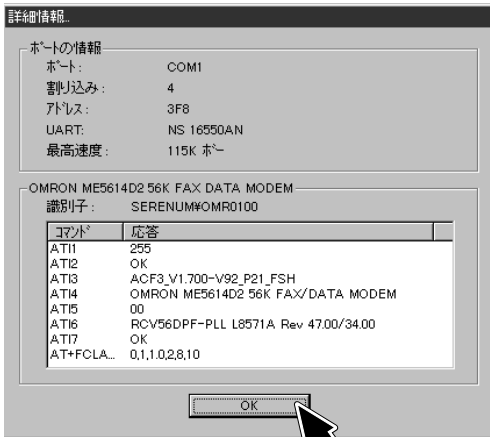 詳細情報..
ポートの情報
ポート: COM1
割り込み: 4
アドレス: 3F8
UART: NS 16550AN
最高速度: 115K ボー
OMRON ME5614D2 56K FAX DATA MODEM
識別子: SERENUM¥OMR0100
コマンド 応答
ATI1 255
ATI2 OK
ATI3 ACF3_V1.700-V92_P21_FSH
ATI4 OMRON ME5614D2 56K FAX/DATA MODEM
ATI5 00
ATI6 RCV56DPF-PLL L8571A Rev 47.00/34.00
ATI7 OK
AT+FCLA... 0,1,1.0,2,8,10
OK